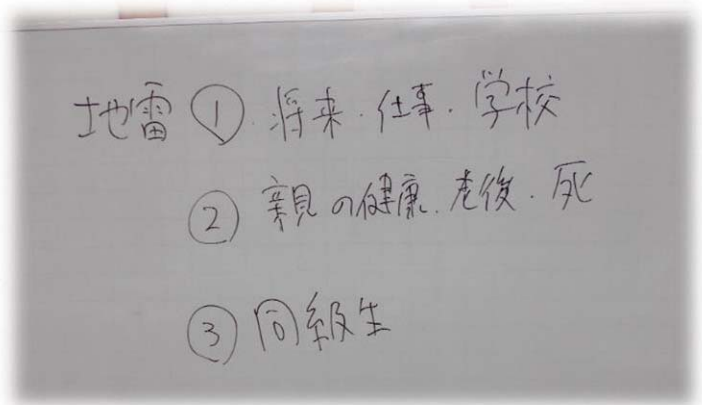 地雷 ① 将来・仕事・学校
② 親の健康・老後・死
③ 同級生